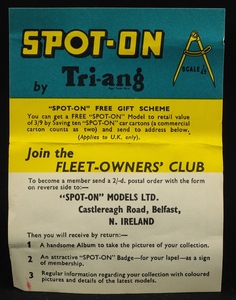 SPOT-ON
by Tri-ang
SCALE
"SPOT-ON" FREE GIFT SCHEME
You can get a FREE "SPOT-ON" Model to retail value
of 3/9 by Saving ten "SPOT-ON" car cartons (a commercial
carton counts as two) and send to address below,
(Applies to U.K. only).
Join the
FLEET-OWNERS' CLUB
To become a member send a 2/-d. postal order with the form
on reverse side to:—
"SPOT-ON" MODELS LTD.
Castlereagh Road, Belfast,
N. IRELAND
Then you will receive by return:—
1 A handsome Album to take the pictures of your collection.
2 An attractive "SPOT-ON" Badge—for your lapel—as a sign
of membership.
3 Regular information regarding your collection with coloured
pictures and details of the latest models.